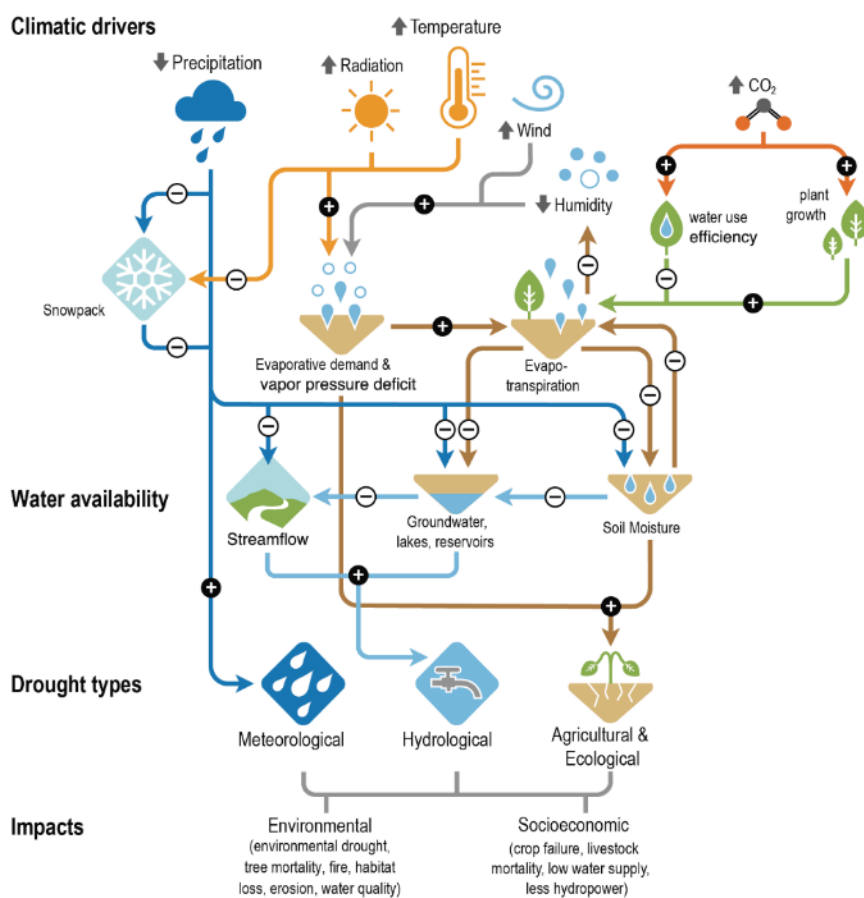 Climatic drivers
Temperature
Precipitation
Radiation
CO₂
Wind
plant
growth
Humidity
water use
efficiency
Snowpack
Evaporative demand &
vapor pressure deficit
Evapo-
transpiration
Water availability
Streamflow
Groundwater,
lakes, reservoirs
Soil Moisture
Drought types
Meteorological
Hydrological
Agricultural &
Ecological
Impacts
Environmental
(environmental drought,
tree mortality, fire, habitat
loss, erosion, water quality)
Socioeconomic
(crop failure, livestock
mortality, low water supply,
less hydropower)